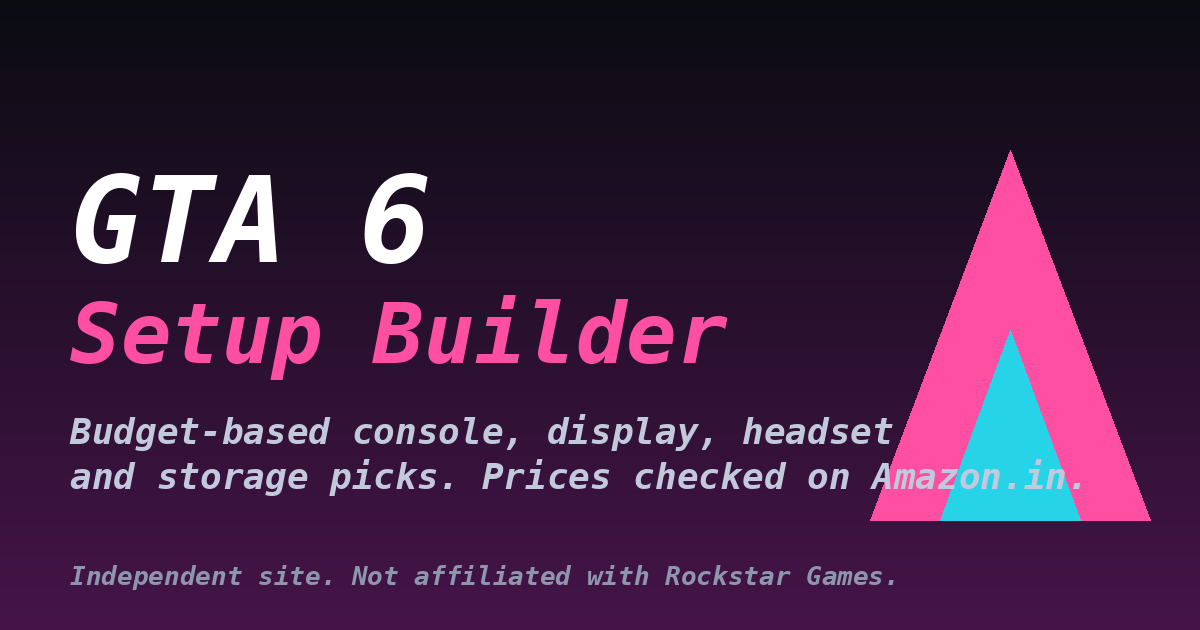 GTA 6
Setup Builder
Budget-based console, display, headset
and storage picks. Prices checked on Amazon.in.
Independent site. Not affiliated with Rockstar Games.